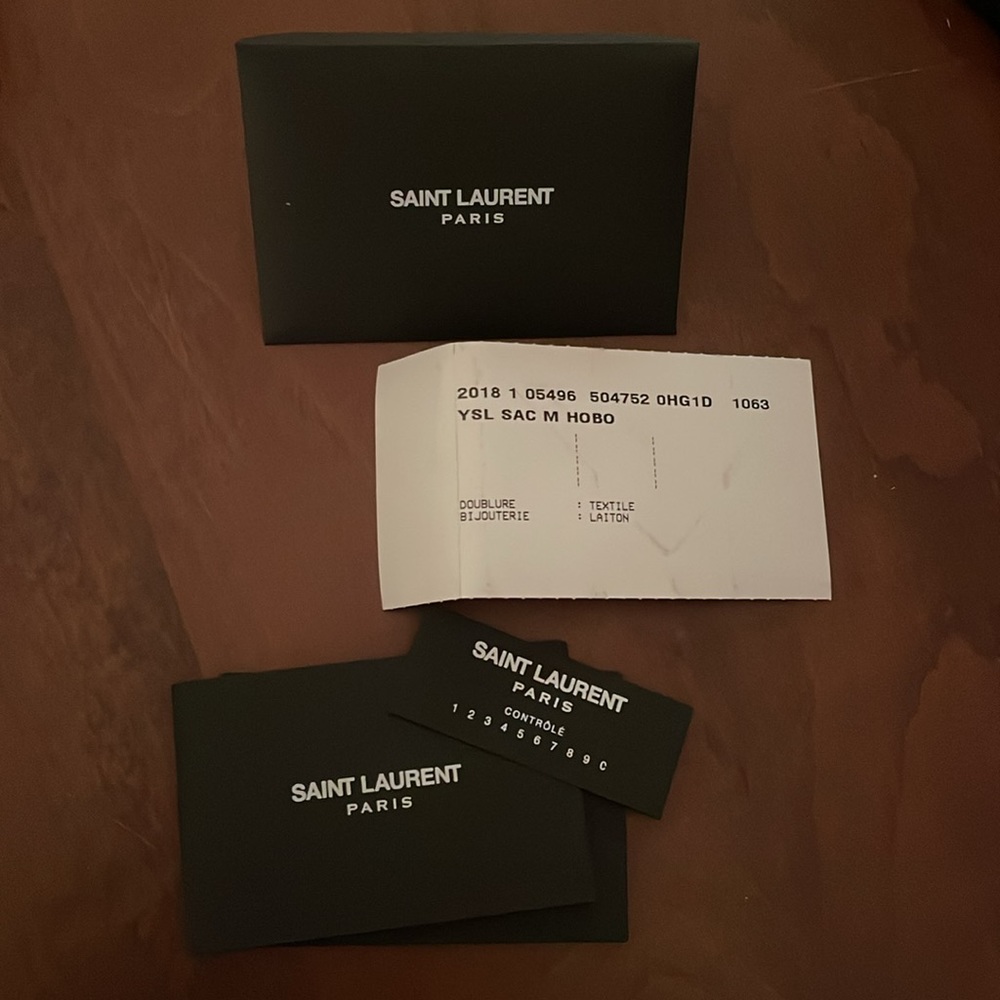 SAINT LAURENT
PARIS
2018 1 05496 504752 0HG1D 1063
YSL SAC M HOBO
DOUBLURE : TEXTILE
BIJOUTERIE : LAITON
SAINT LAURENT
PARIS
CONTRÔLÉ
1 2 3 4 5 6 7 8 9 C
SAINT LAURENT
PARIS